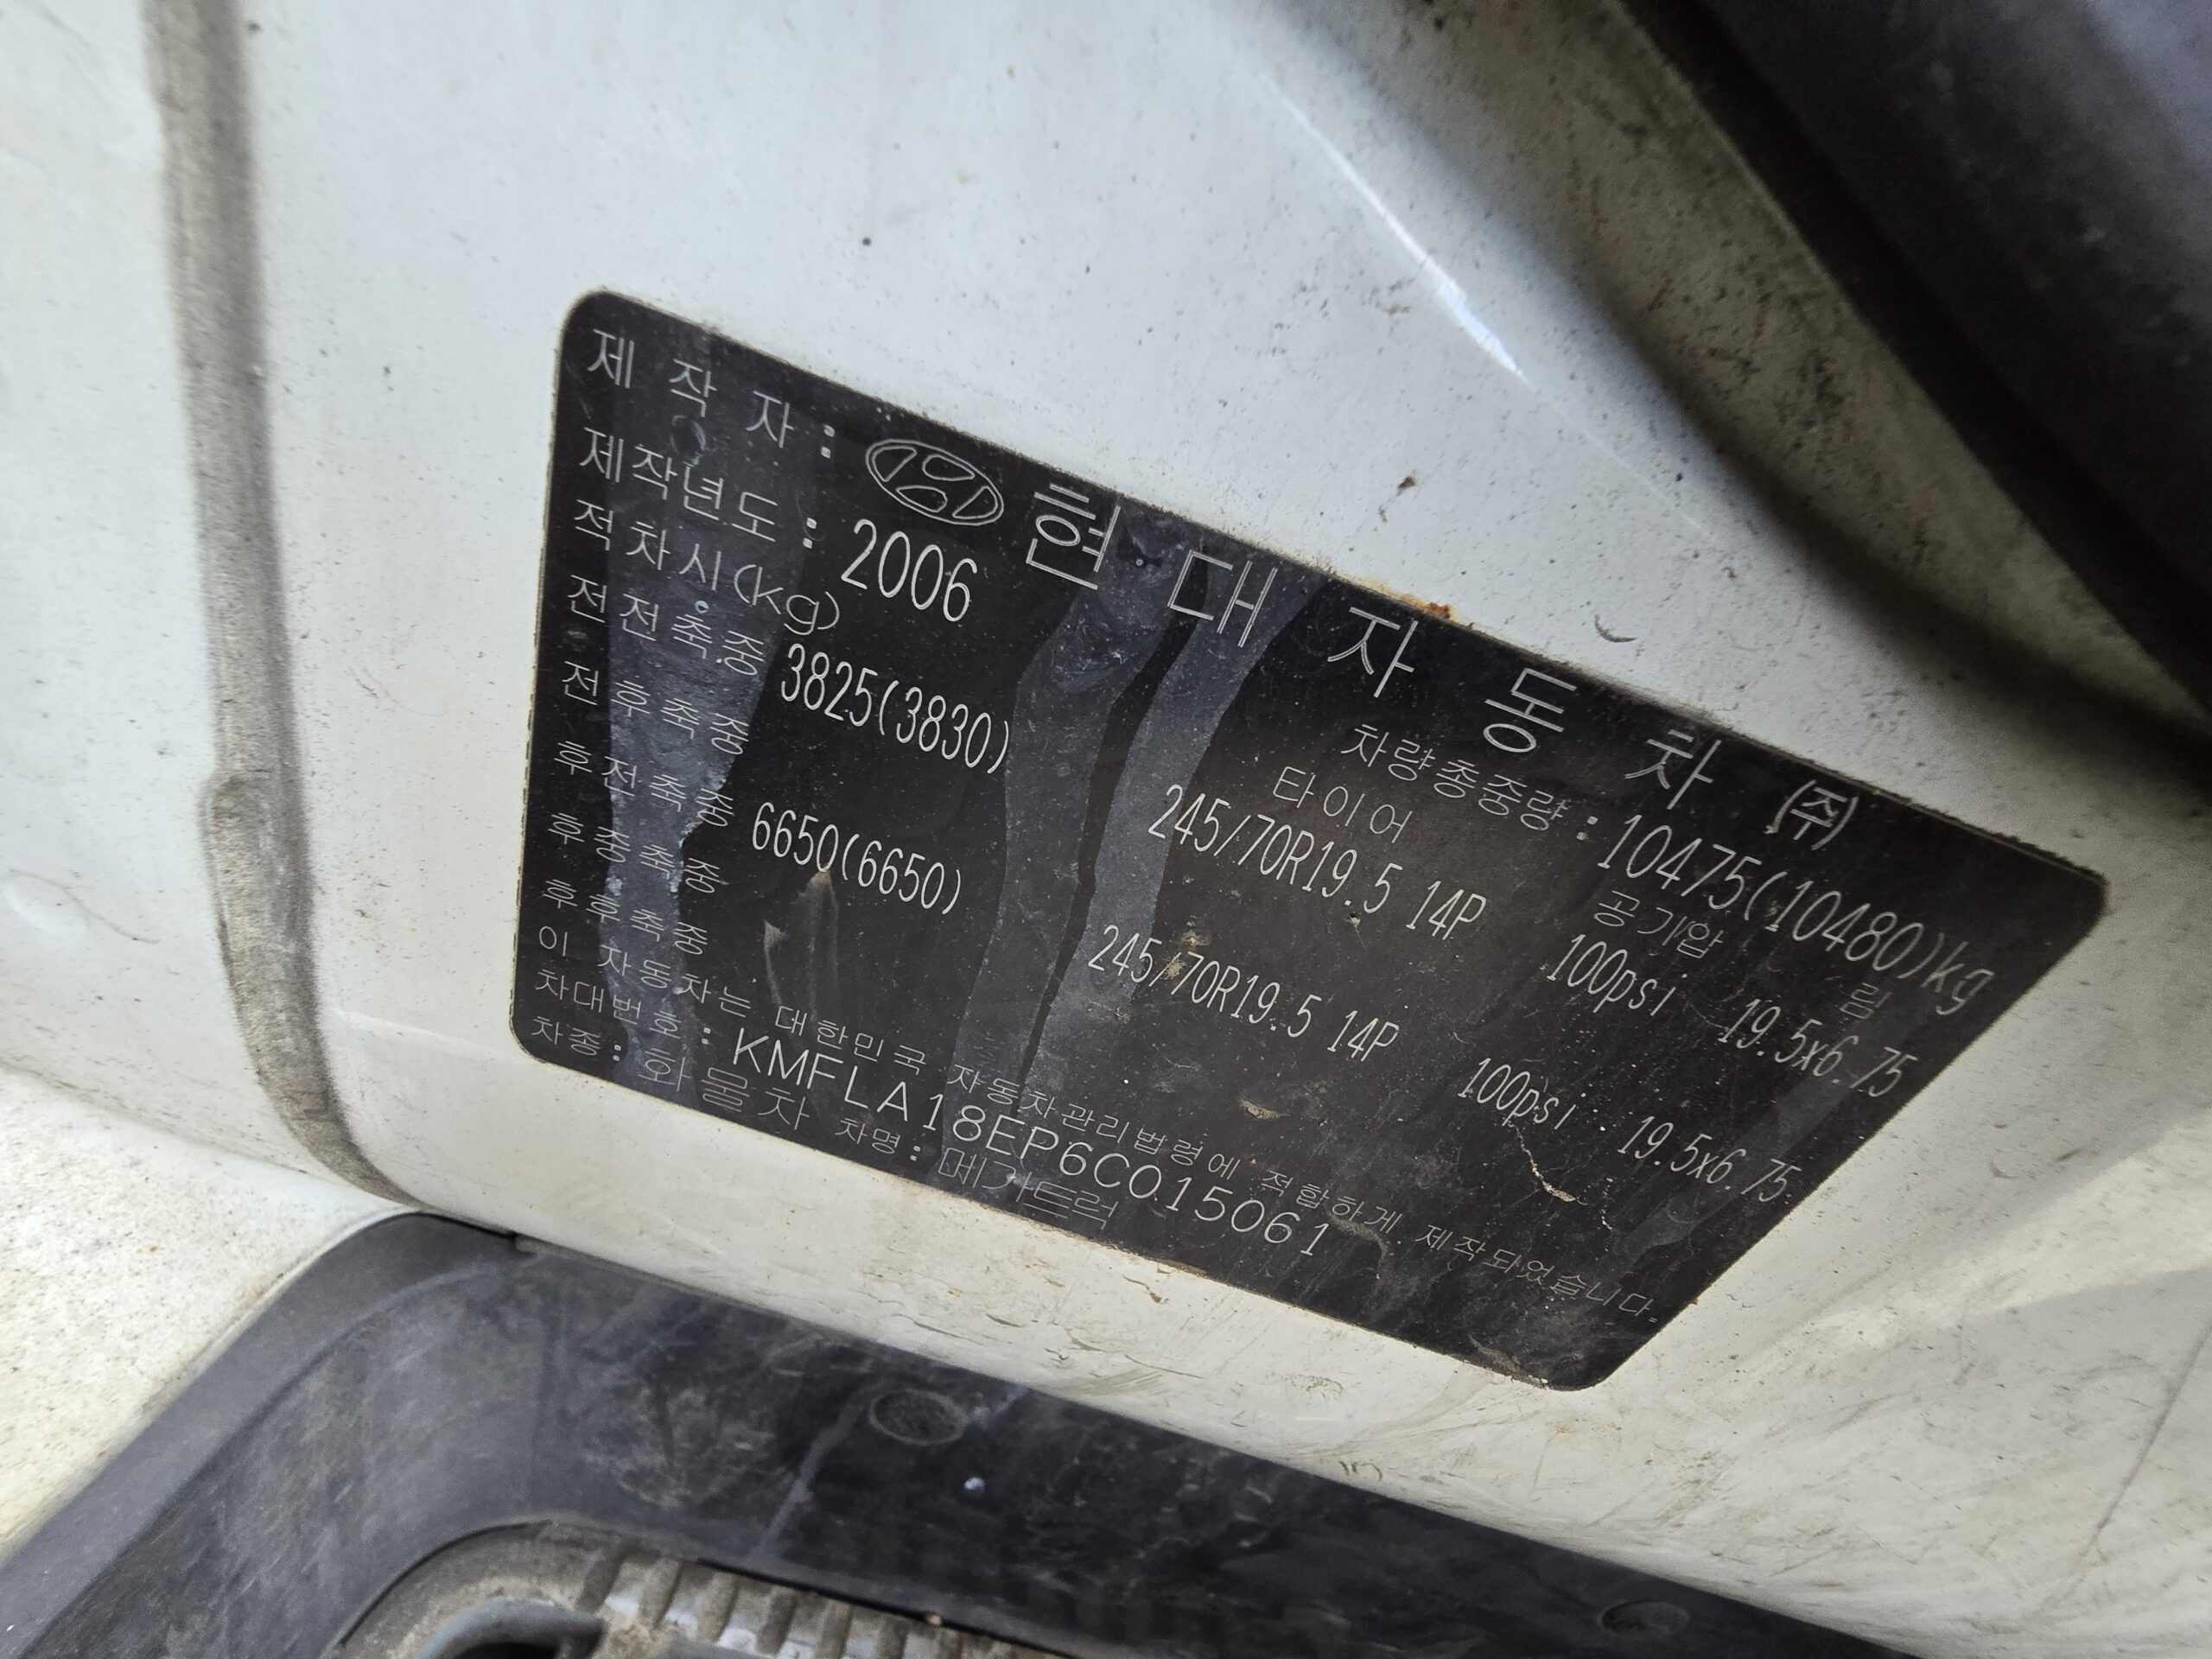 제 작 자 : 현 대 자 동 차 (주)
제작년도 : 2006 차량총중량 : 10475(10480)kg
적차시(kg) 타이어 공기압 림
전전축중 3825(3830) 245/70R19.5 14P 100psi 19.5x6.75
전후축중
후전축중 6650(6650) 245/70R19.5 14P 100psi 19.5x6.75
후중축중
후후축중
이 자동차는 대한민국 자동차관리법령에 적합하게 제작되었습니다.
차대번호 : KMFLA18EP6C015061
차종 : 화물차 차명 : 메가트럭